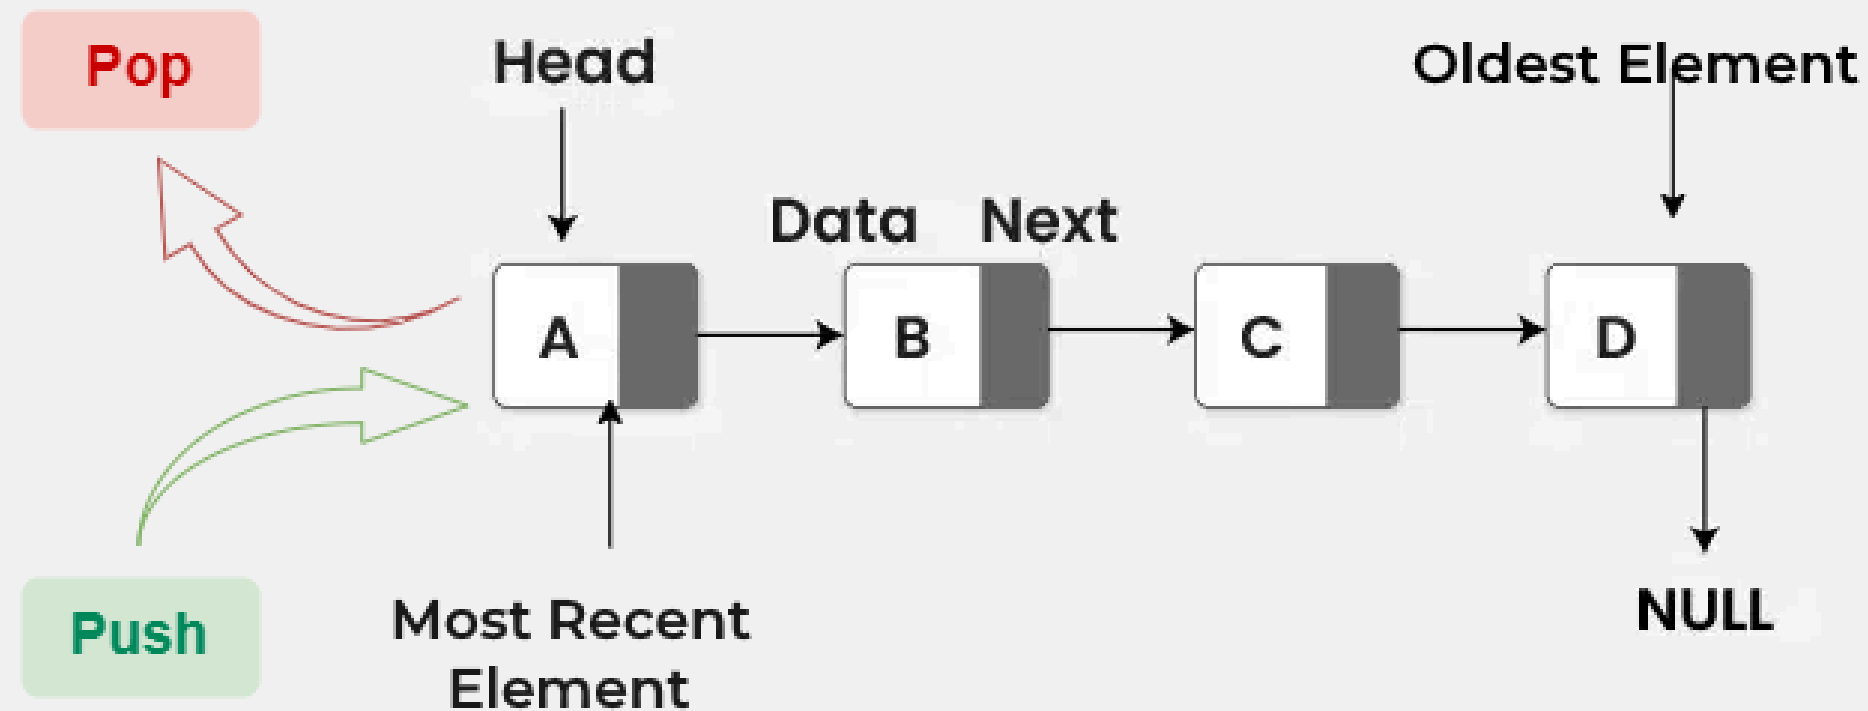 Pop
Head
Oldest Element
Data
Next
A
B
C
D
Push
Most Recent
Element
NULL